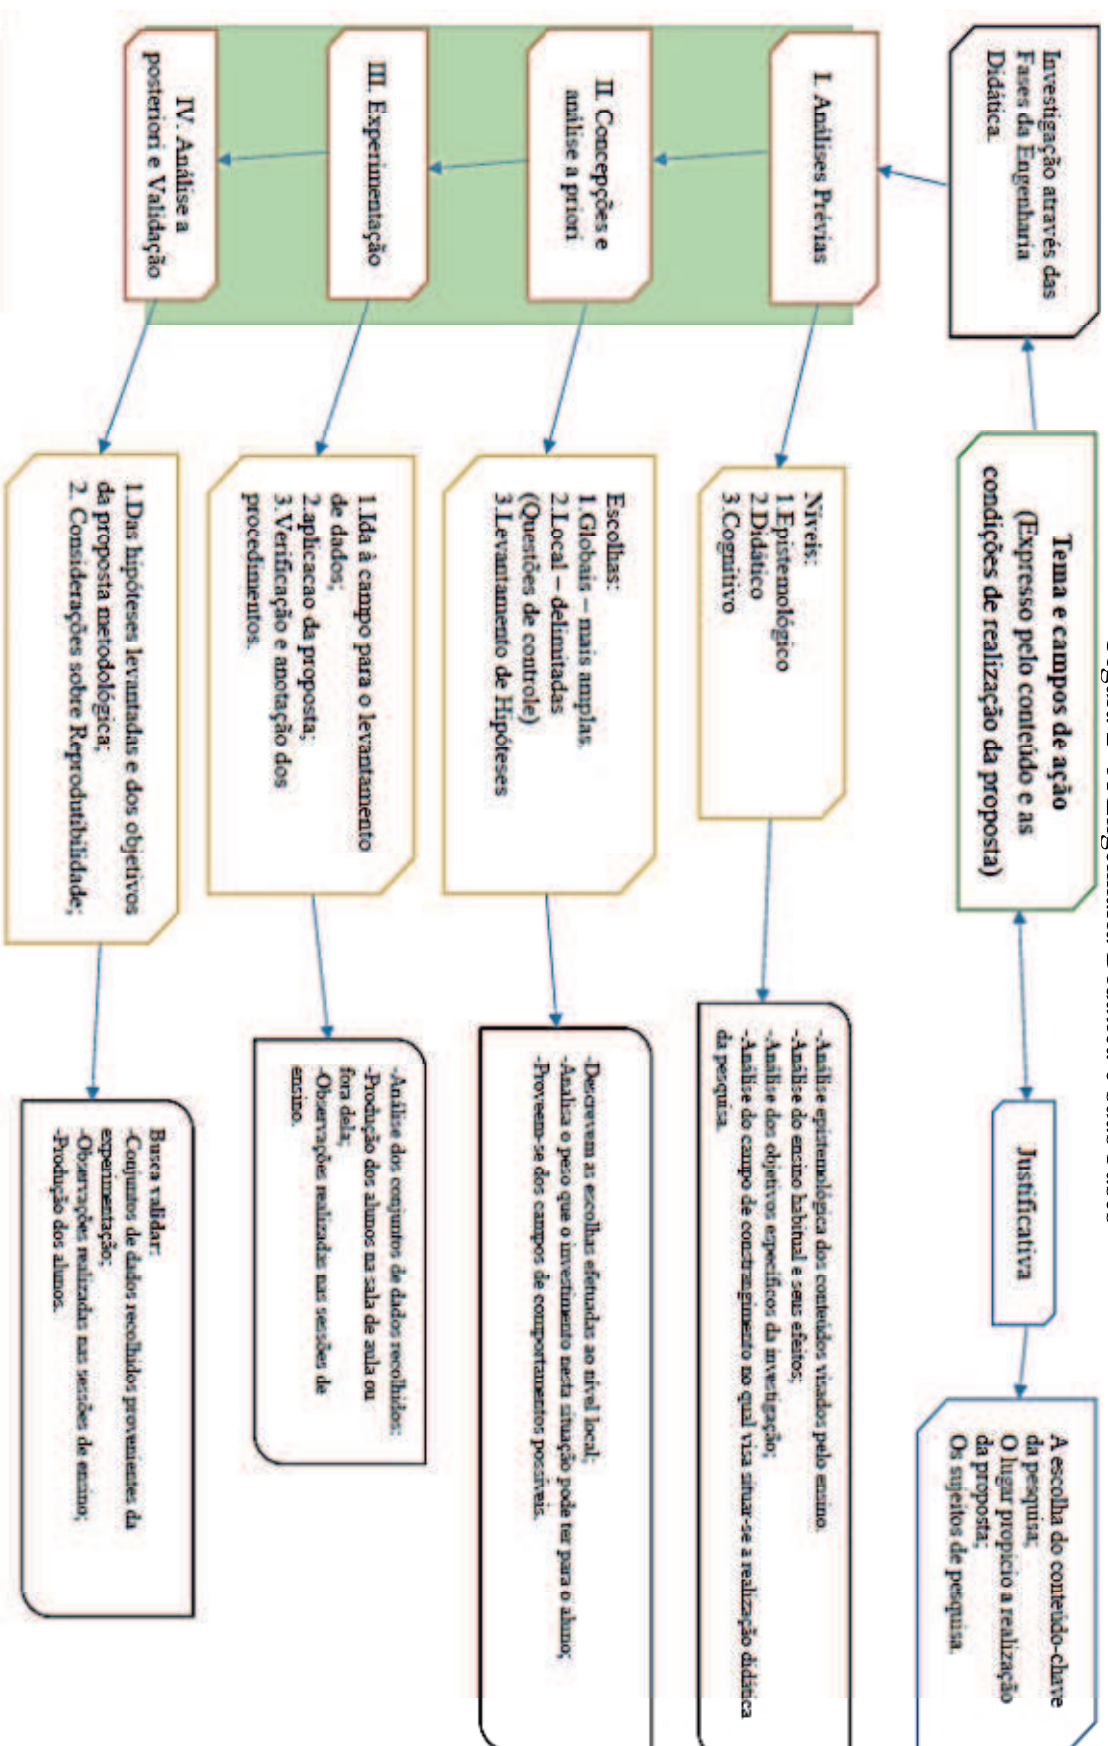 Investigação através das
Fases da Engenharia
Didática.
Tema e campos de ação
(Expresso pelo conteúdo e as
condições de realização da proposta)
Justificativa
A escolha do conteúdo-chave
da pesquisa;
O lugar propício a realização
da proposta;
Os sujeitos de pesquisa.
I. Análises Prévias
Níveis:
1.Epistemológico
2.Didático
3.Cognitivo
-Análise epistemológica dos conteúdos visados pelo ensino.
-Análise do ensino habitual e seus efeitos;
-Análise dos objetivos específicos da investigação;
-Análise do campo de constrangimento no qual visa situar-se a realização didática
da pesquisa.
II. Concepções e
análise a priori
Escolhas:
1.Globais – mais amplas.
2.Local – delimitadas
(Questões de controle)
3.Levantamento de Hipóteses
-Descrevem as escolhas efetuadas ao nível local;
-Analisa o peso que o investimento nesta situação pode ter para o aluno;
-Proveem-se dos campos de comportamentos possíveis.
III. Experimentação
1.Ida à campo para o levantamento
de dados;
2.aplicacao da proposta;
3.Verificação e anotação dos
procedimentos.
-Análise dos conjuntos de dados recolhidos;
-Produção dos alunos na sala de aula ou
fora dela;
-Observações realizadas nas sessões de
ensino.
IV. Análise a
posteriori e Validação
1.Das hipóteses levantadas e dos objetivos
da proposta metodológica;
2. Considerações sobre Reprodutibilidade;
Busca validar:
-Conjuntos de dados recolhidos provenientes da
experimentação;
-Observações realizadas nas sessões de ensino;
-Produção dos alunos.